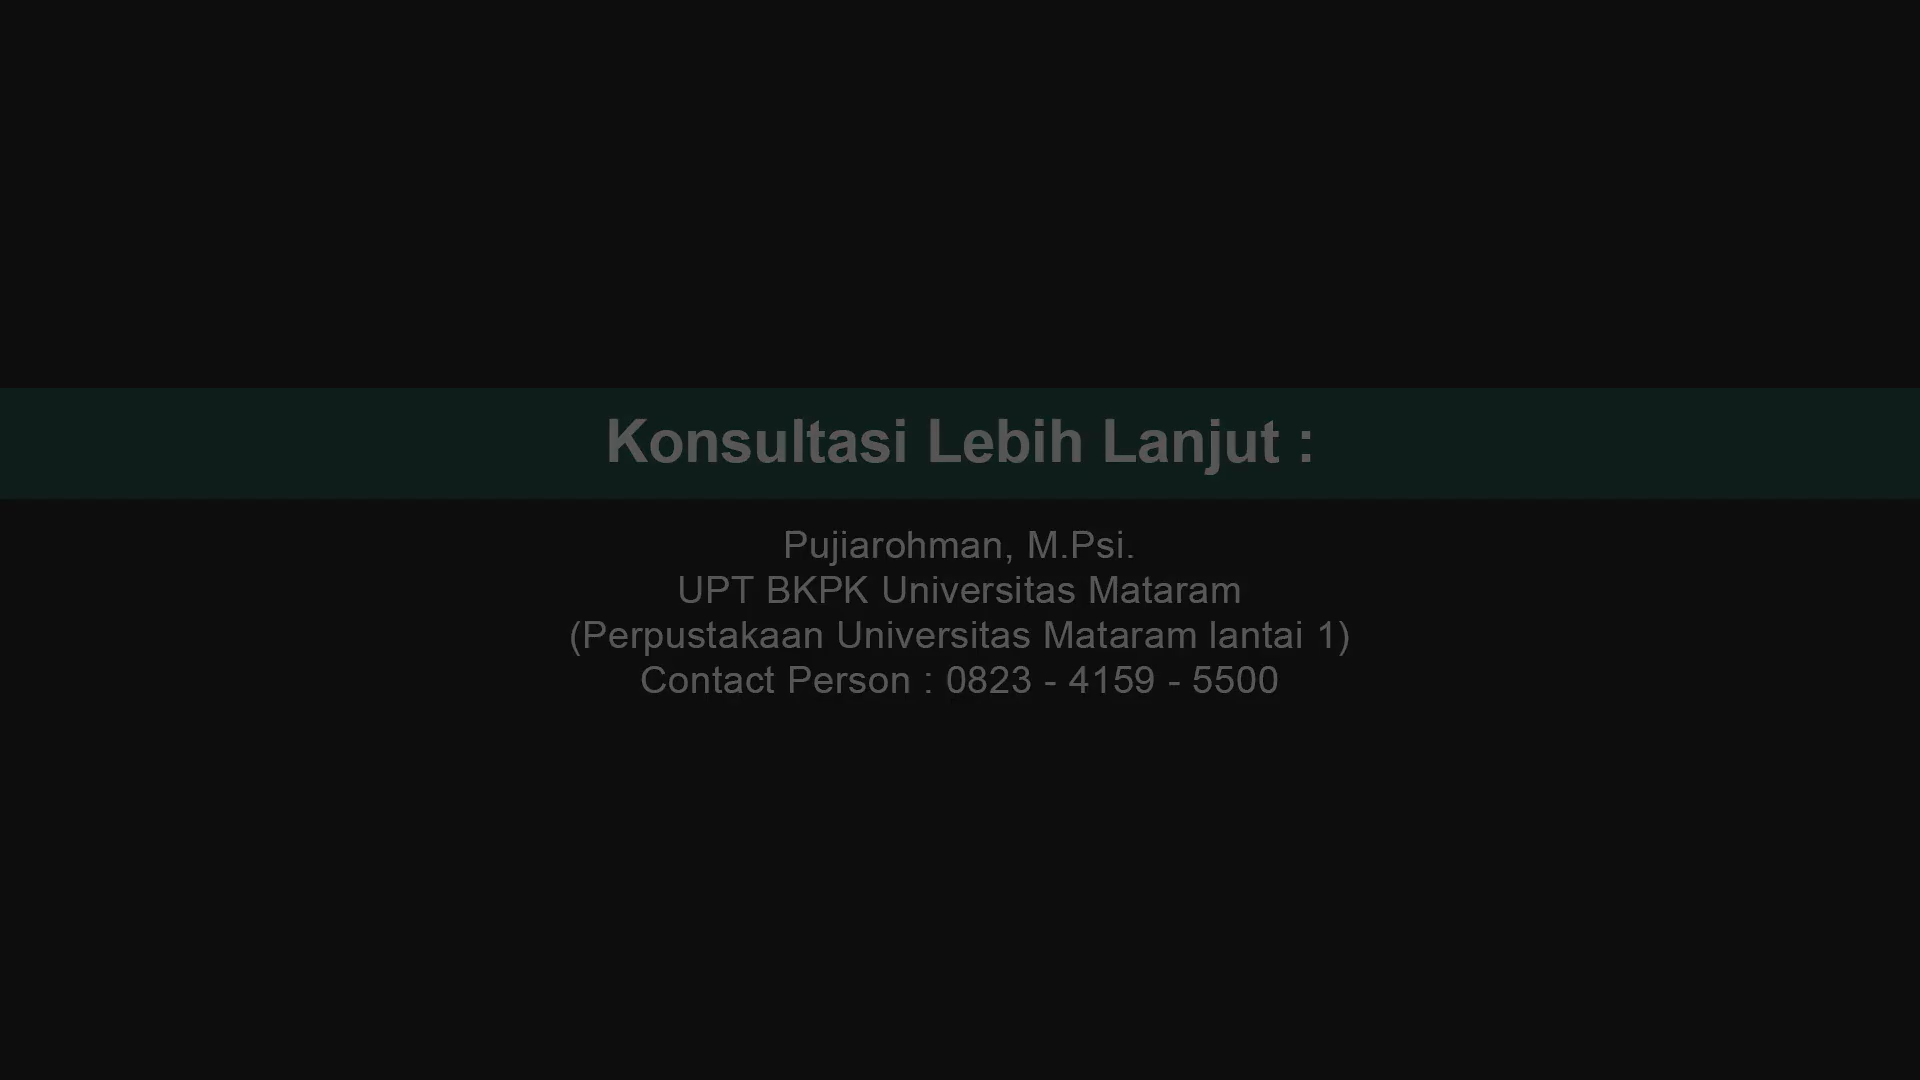 Konsultasi Lebih Lanjut :
Pujiarohman, M.Psi.
UPT BKPK Universitas Mataram
(Perpustakaan Universitas Mataram lantai 1)
Contact Person : 0823 - 4159 - 5500